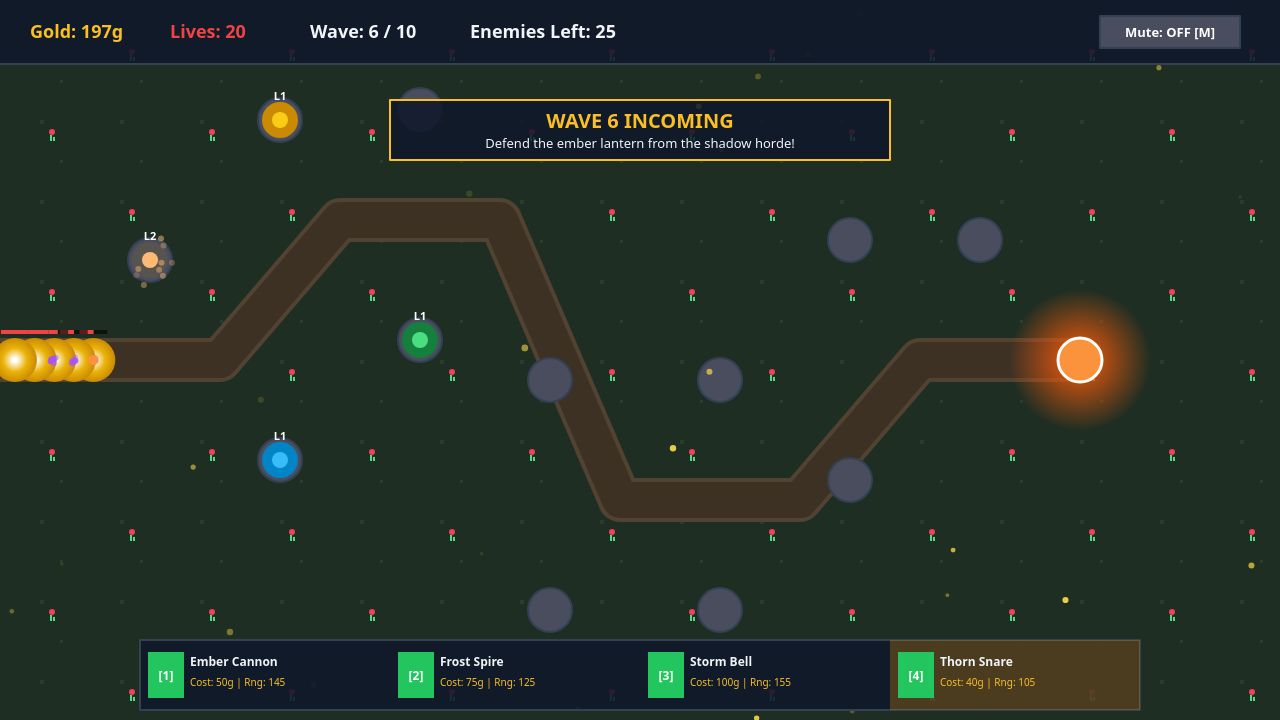 Gold: 197g Lives: 20 Wave: 6 / 10 Enemies Left: 25 Mute: OFF [M]
L1
WAVE 6 INCOMING
Defend the ember lantern from the shadow horde!
L2
L1
L1
[1] Ember Cannon
Cost: 50g | Rng: 145
[2] Frost Spire
Cost: 75g | Rng: 125
[3] Storm Bell
Cost: 100g | Rng: 155
[4] Thorn Snare
Cost: 40g | Rng: 105